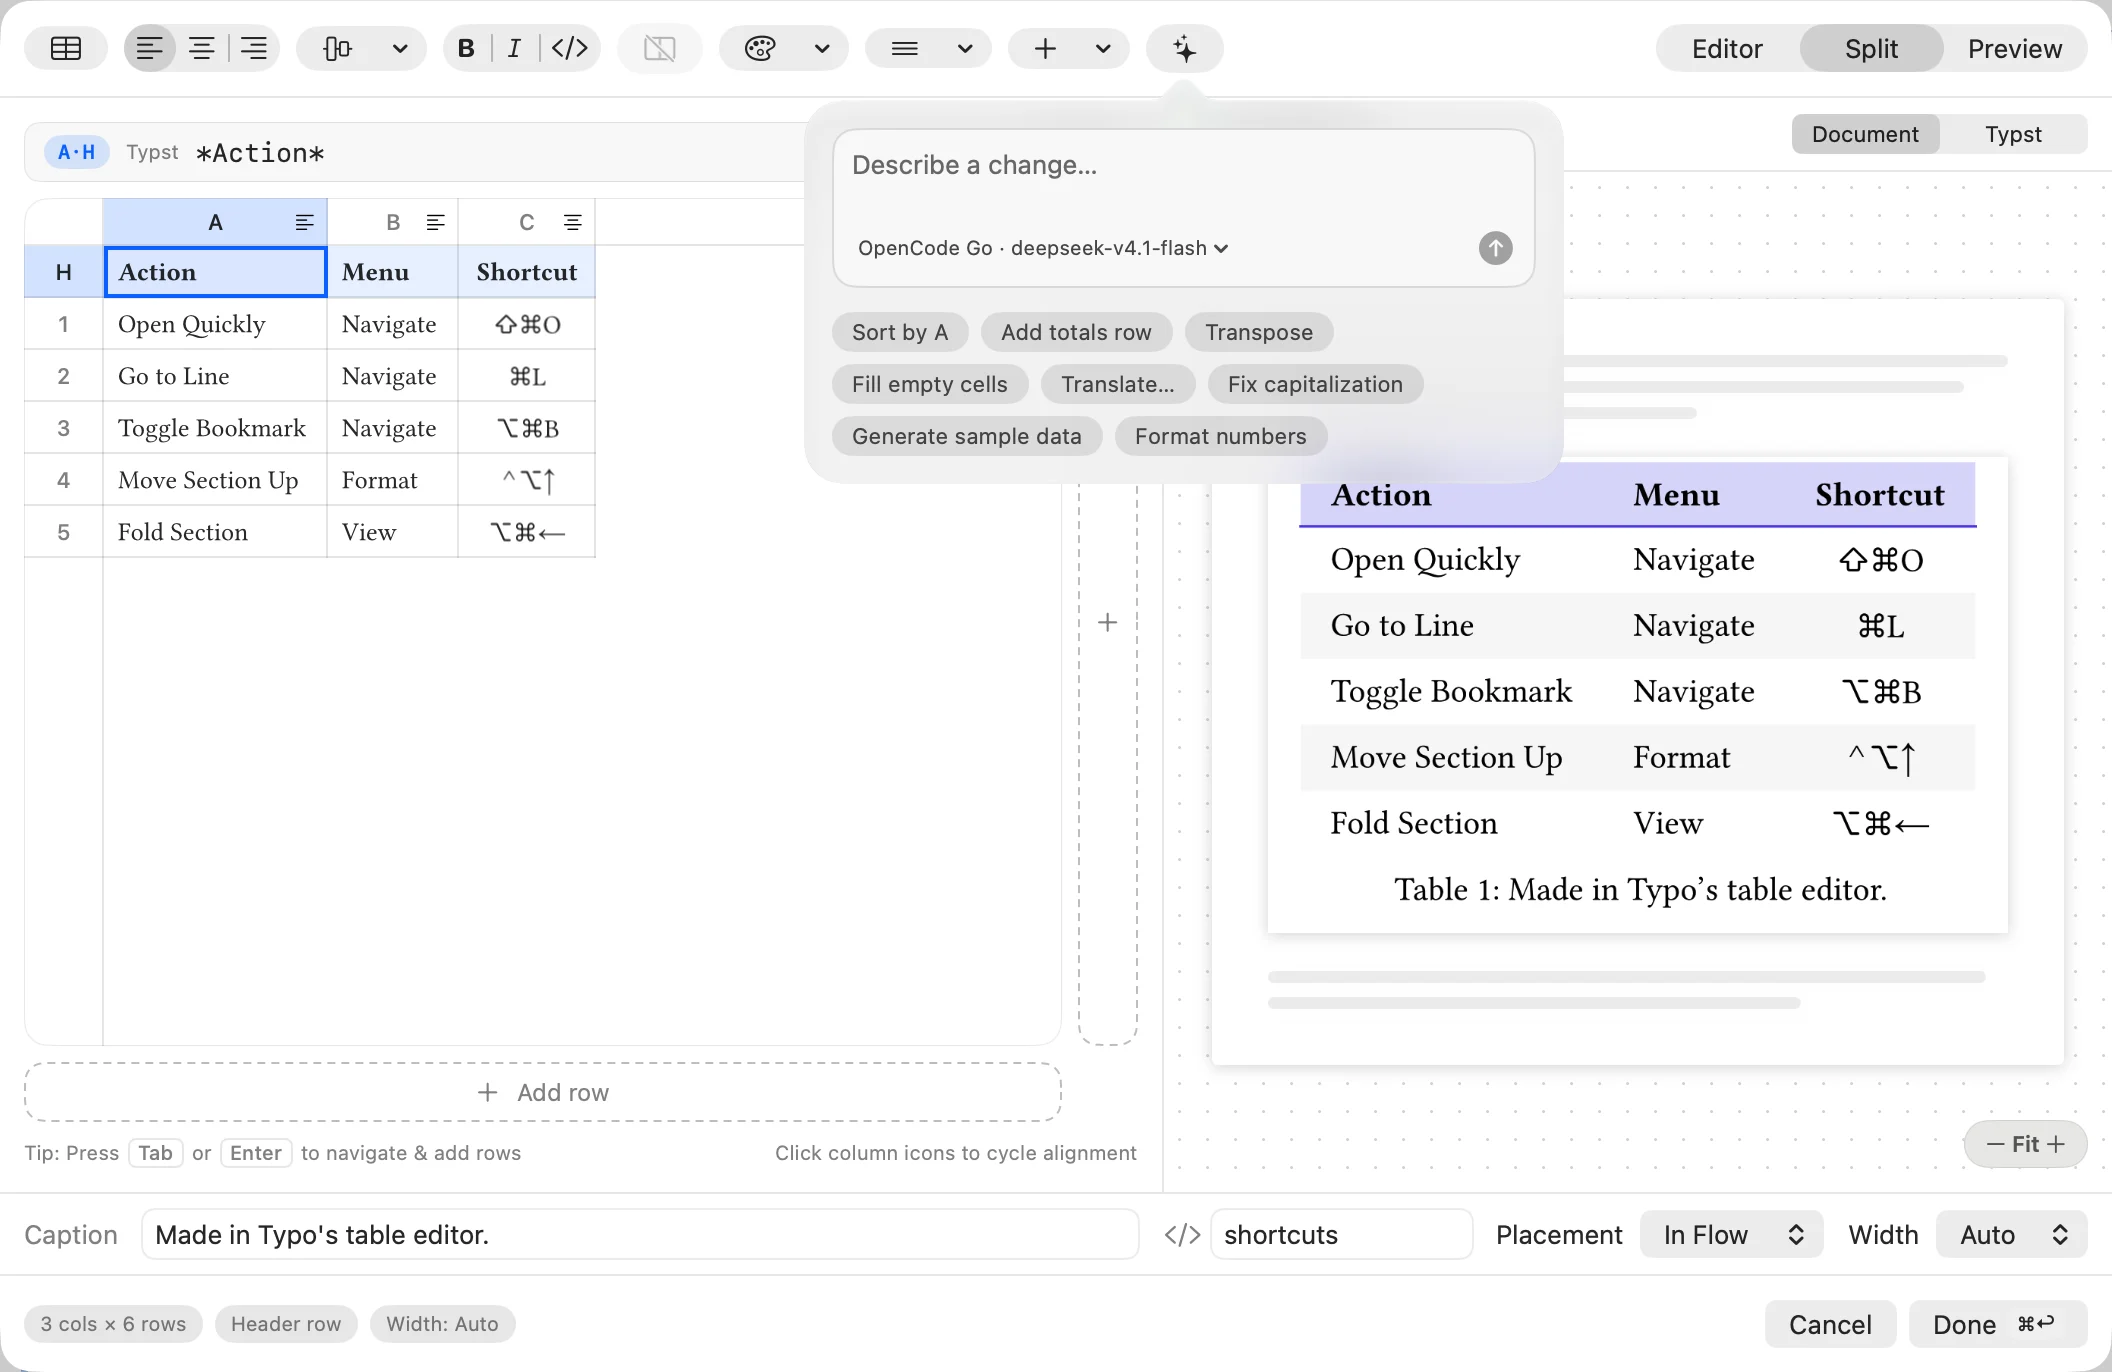 B I </> Editor Split Preview
A·H Typst *Action*
Document Typst
Describe a change...
OpenCode Go · deepseek-v4.1-flash
Sort by A Add totals row Transpose
Fill empty cells Translate... Fix capitalization
Generate sample data Format numbers
A B C
H Action Menu Shortcut
1 Open Quickly Navigate ⇧⌘O
2 Go to Line Navigate ⌘L
3 Toggle Bookmark Navigate ⌥⌘B
4 Move Section Up Format ^⌥↑
5 Fold Section View ⌥⌘←
+ Add row
Tip: Press Tab or Enter to navigate & add rows
Click column icons to cycle alignment
Action Menu Shortcut
Open Quickly Navigate ⇧⌘O
Go to Line Navigate ⌘L
Toggle Bookmark Navigate ⌥⌘B
Move Section Up Format ^⌥↑
Fold Section View ⌥⌘←
Table 1: Made in Typo’s table editor.
− Fit +
Caption Made in Typo's table editor. </> shortcuts Placement In Flow Width Auto
3 cols × 6 rows Header row Width: Auto
Cancel Done ⌘↩